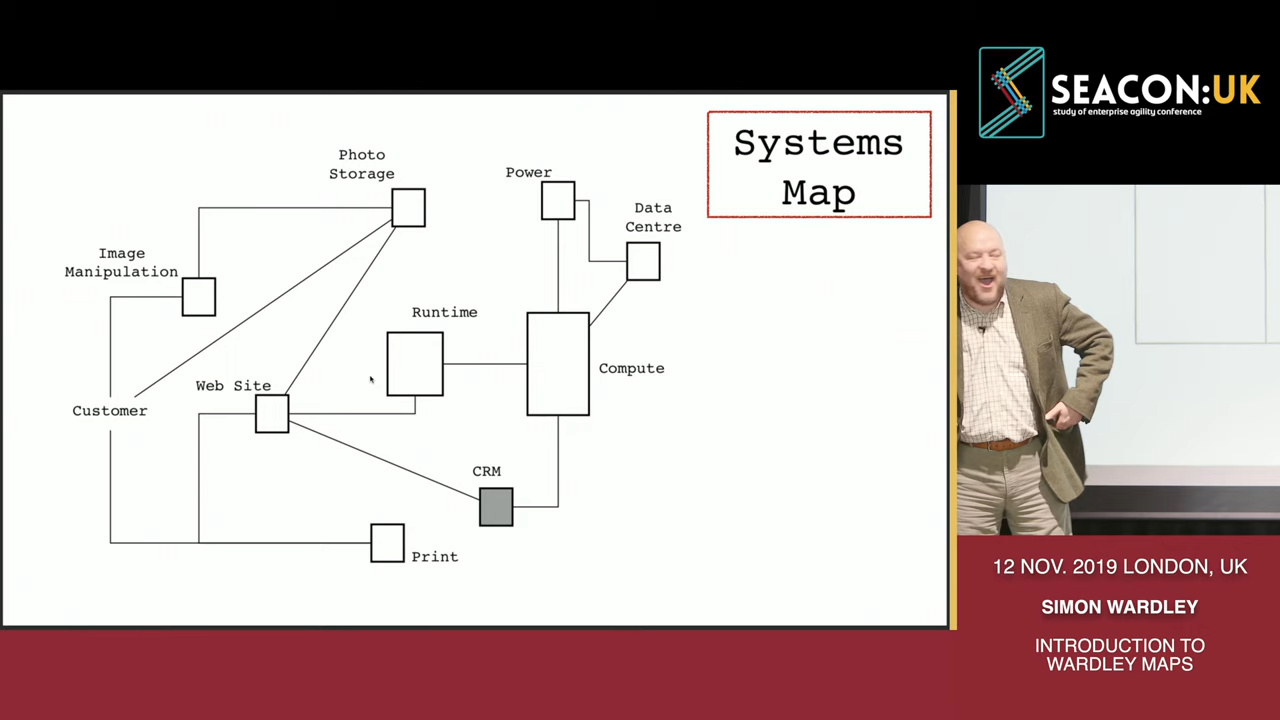 Systems
Map
Photo
Storage
Power
Data
Centre
Image
Manipulation
Runtime
Compute
Web Site
Customer
CRM
Print
SEACON:UK
study of enterprise agility conference
12 NOV. 2019 LONDON, UK
SIMON WARDLEY
INTRODUCTION TO
WARDLEY MAPS